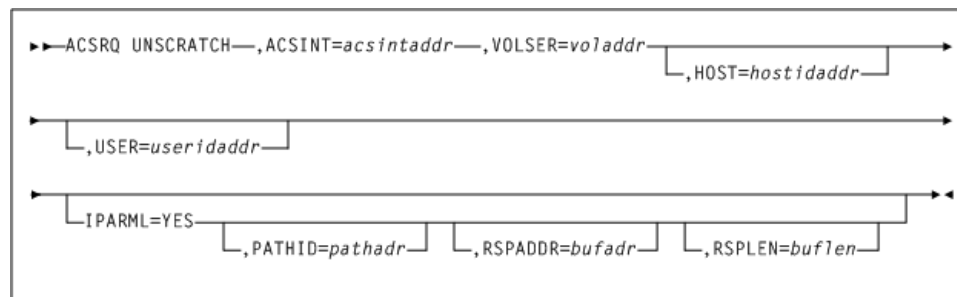 ACSRQ UNSCRATCH ,ACSINT=acsintaddr ,VOLSER=voladdr
,HOST=hostidaddr
,USER=useridaddr
IPARML=YES
,PATHID=pathadr ,RSPADDR=bufadr ,RSPLEN=buflen